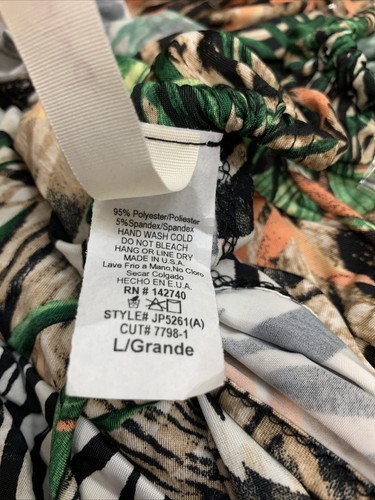 95% Polyester/Poliester
5%Spandex/Spandex
HAND WASH COLD
DO NOT BLEACH
HANG OR LINE DRY
MADE IN U.S.A
Lave Frio a Mano,No Cloro
Secar Colgado
HECHO EN E.U.A.
RN # 142740
STYLE# JP5261(A)
CUT# 7798-1
L/Grande